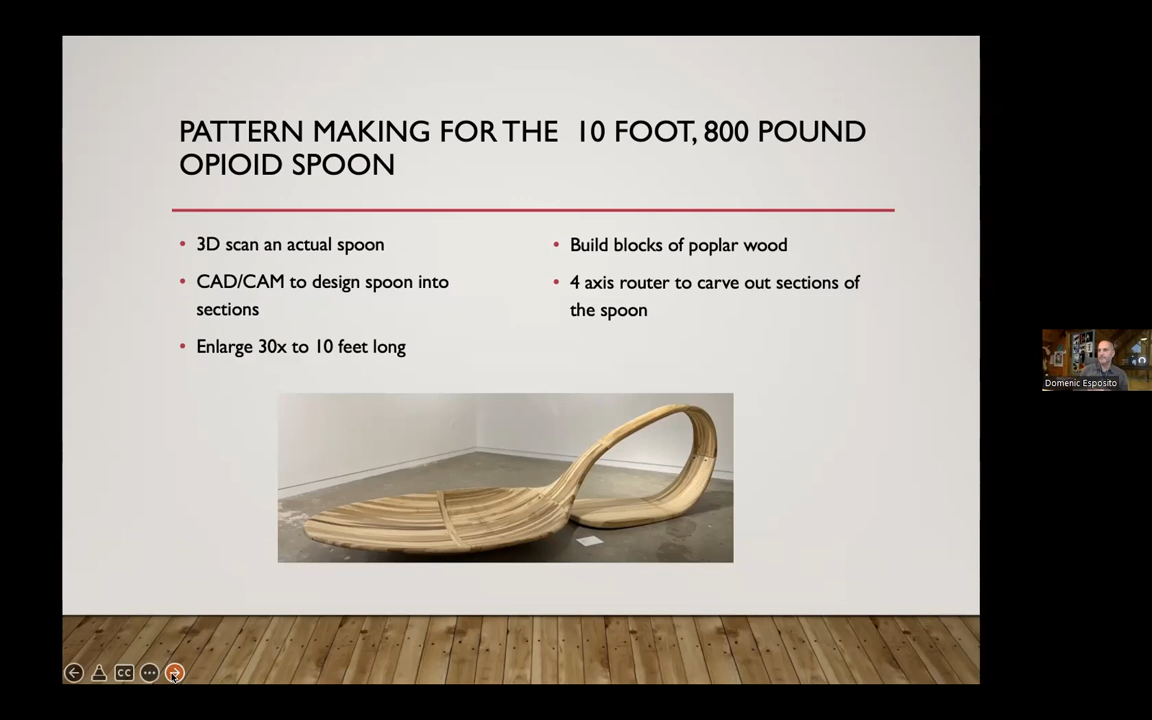 PATTERN MAKING FOR THE 10 FOOT, 800 POUND
OPIOID SPOON
• 3D scan an actual spoon
• CAD/CAM to design spoon into
sections
• Enlarge 30x to 10 feet long
• Build blocks of poplar wood
• 4 axis router to carve out sections of
the spoon
Domenic Esposito
CC